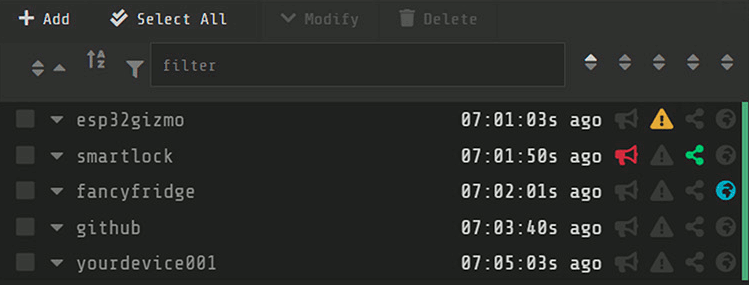 Add Select All Modify Delete
filter
esp32gizmo 07:01:03s ago
smartlock 07:01:50s ago
fancyfridge 07:02:01s ago
github 07:03:40s ago
yourdevice001 07:05:03s ago